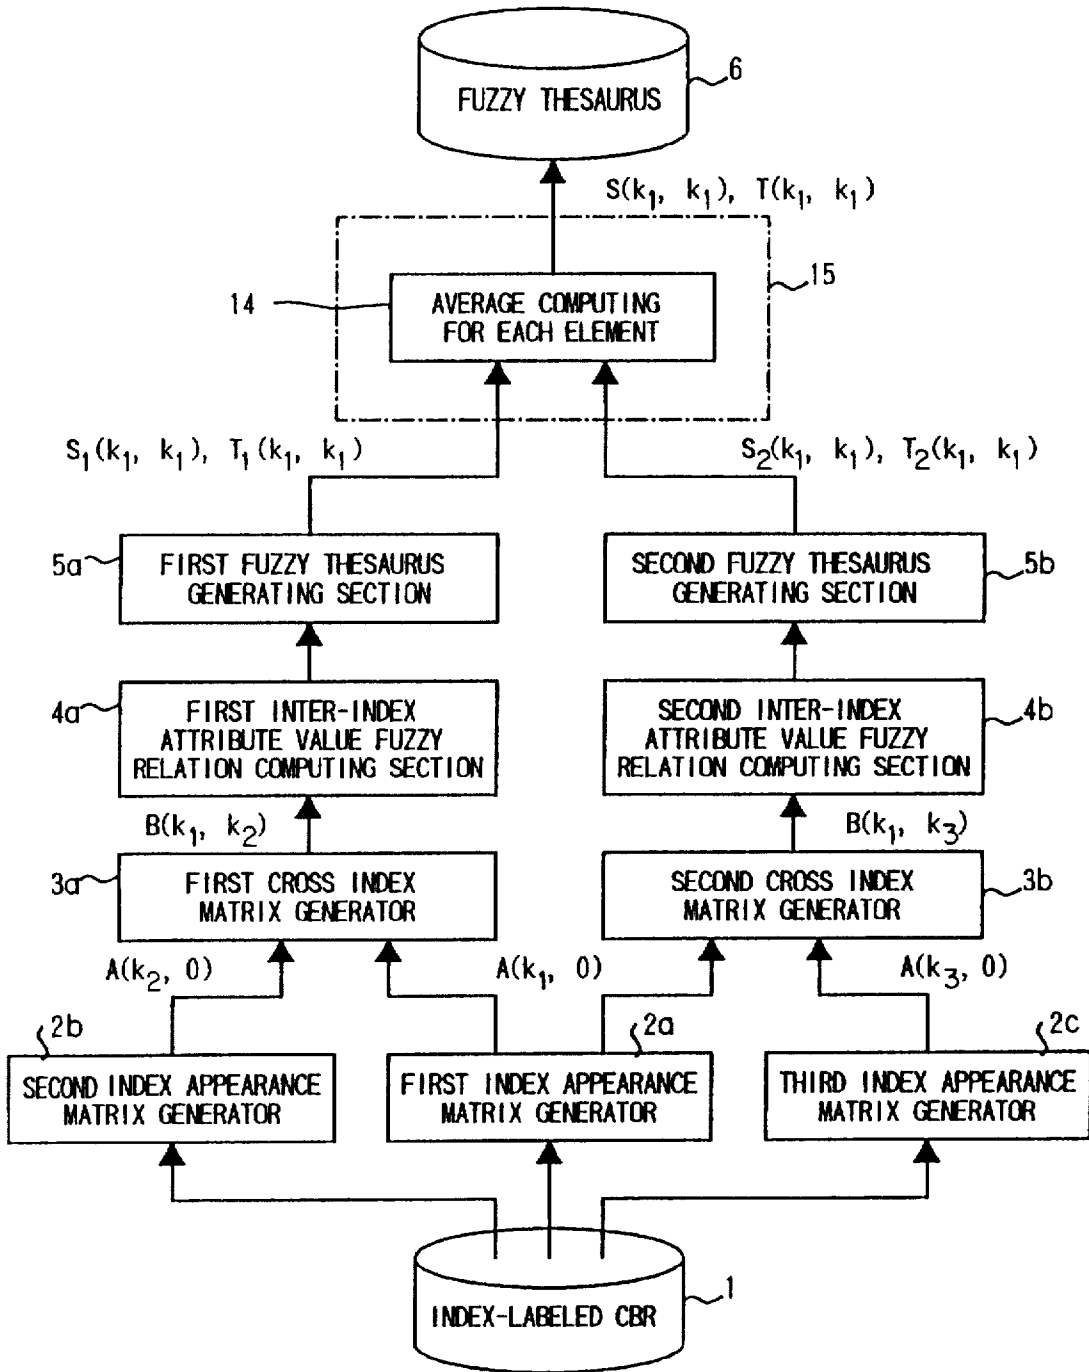 6
FUZZY THESAURUS
S(k₁, k₁), T(k₁, k₁)
14
15
AVERAGE COMPUTING
FOR EACH ELEMENT
S₁(k₁, k₁), T₁(k₁, k₁)
S₂(k₁, k₁), T₂(k₁, k₁)
5a
FIRST FUZZY THESAURUS
GENERATING SECTION
SECOND FUZZY THESAURUS
GENERATING SECTION
5b
4a
FIRST INTER-INDEX
ATTRIBUTE VALUE FUZZY
RELATION COMPUTING SECTION
SECOND INTER-INDEX
ATTRIBUTE VALUE FUZZY
RELATION COMPUTING SECTION
4b
B(k₁, k₂)
B(k₁, k₃)
3a
FIRST CROSS INDEX
MATRIX GENERATOR
SECOND CROSS INDEX
MATRIX GENERATOR
3b
A(k₂, 0)
A(k₁, 0)
A(k₃, 0)
2b
2a
2c
SECOND INDEX APPEARANCE
MATRIX GENERATOR
FIRST INDEX APPEARANCE
MATRIX GENERATOR
THIRD INDEX APPEARANCE
MATRIX GENERATOR
INDEX-LABELED CBR
1